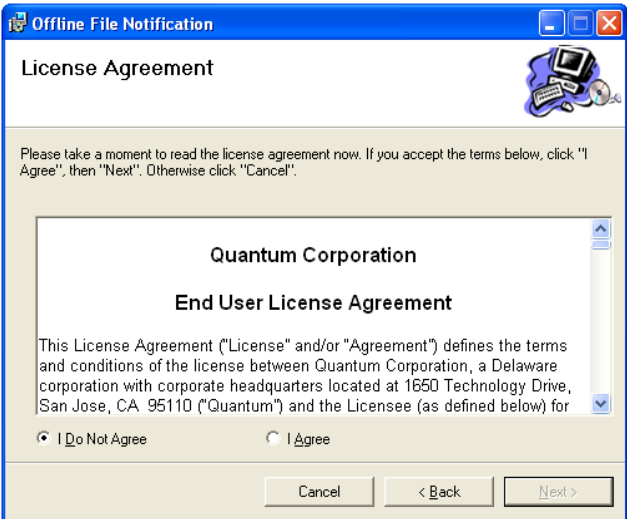 Offline File Notification
License Agreement
Please take a moment to read the license agreement now. If you accept the terms below, click "I
Agree", then "Next". Otherwise click "Cancel".
Quantum Corporation
End User License Agreement
This License Agreement ("License" and/or "Agreement") defines the terms
and conditions of the license between Quantum Corporation, a Delaware
corporation with corporate headquarters located at 1650 Technology Drive,
San Jose, CA  95110 ("Quantum") and the Licensee (as defined below) for
I Do Not Agree
I Agree
Cancel
< Back
Next >